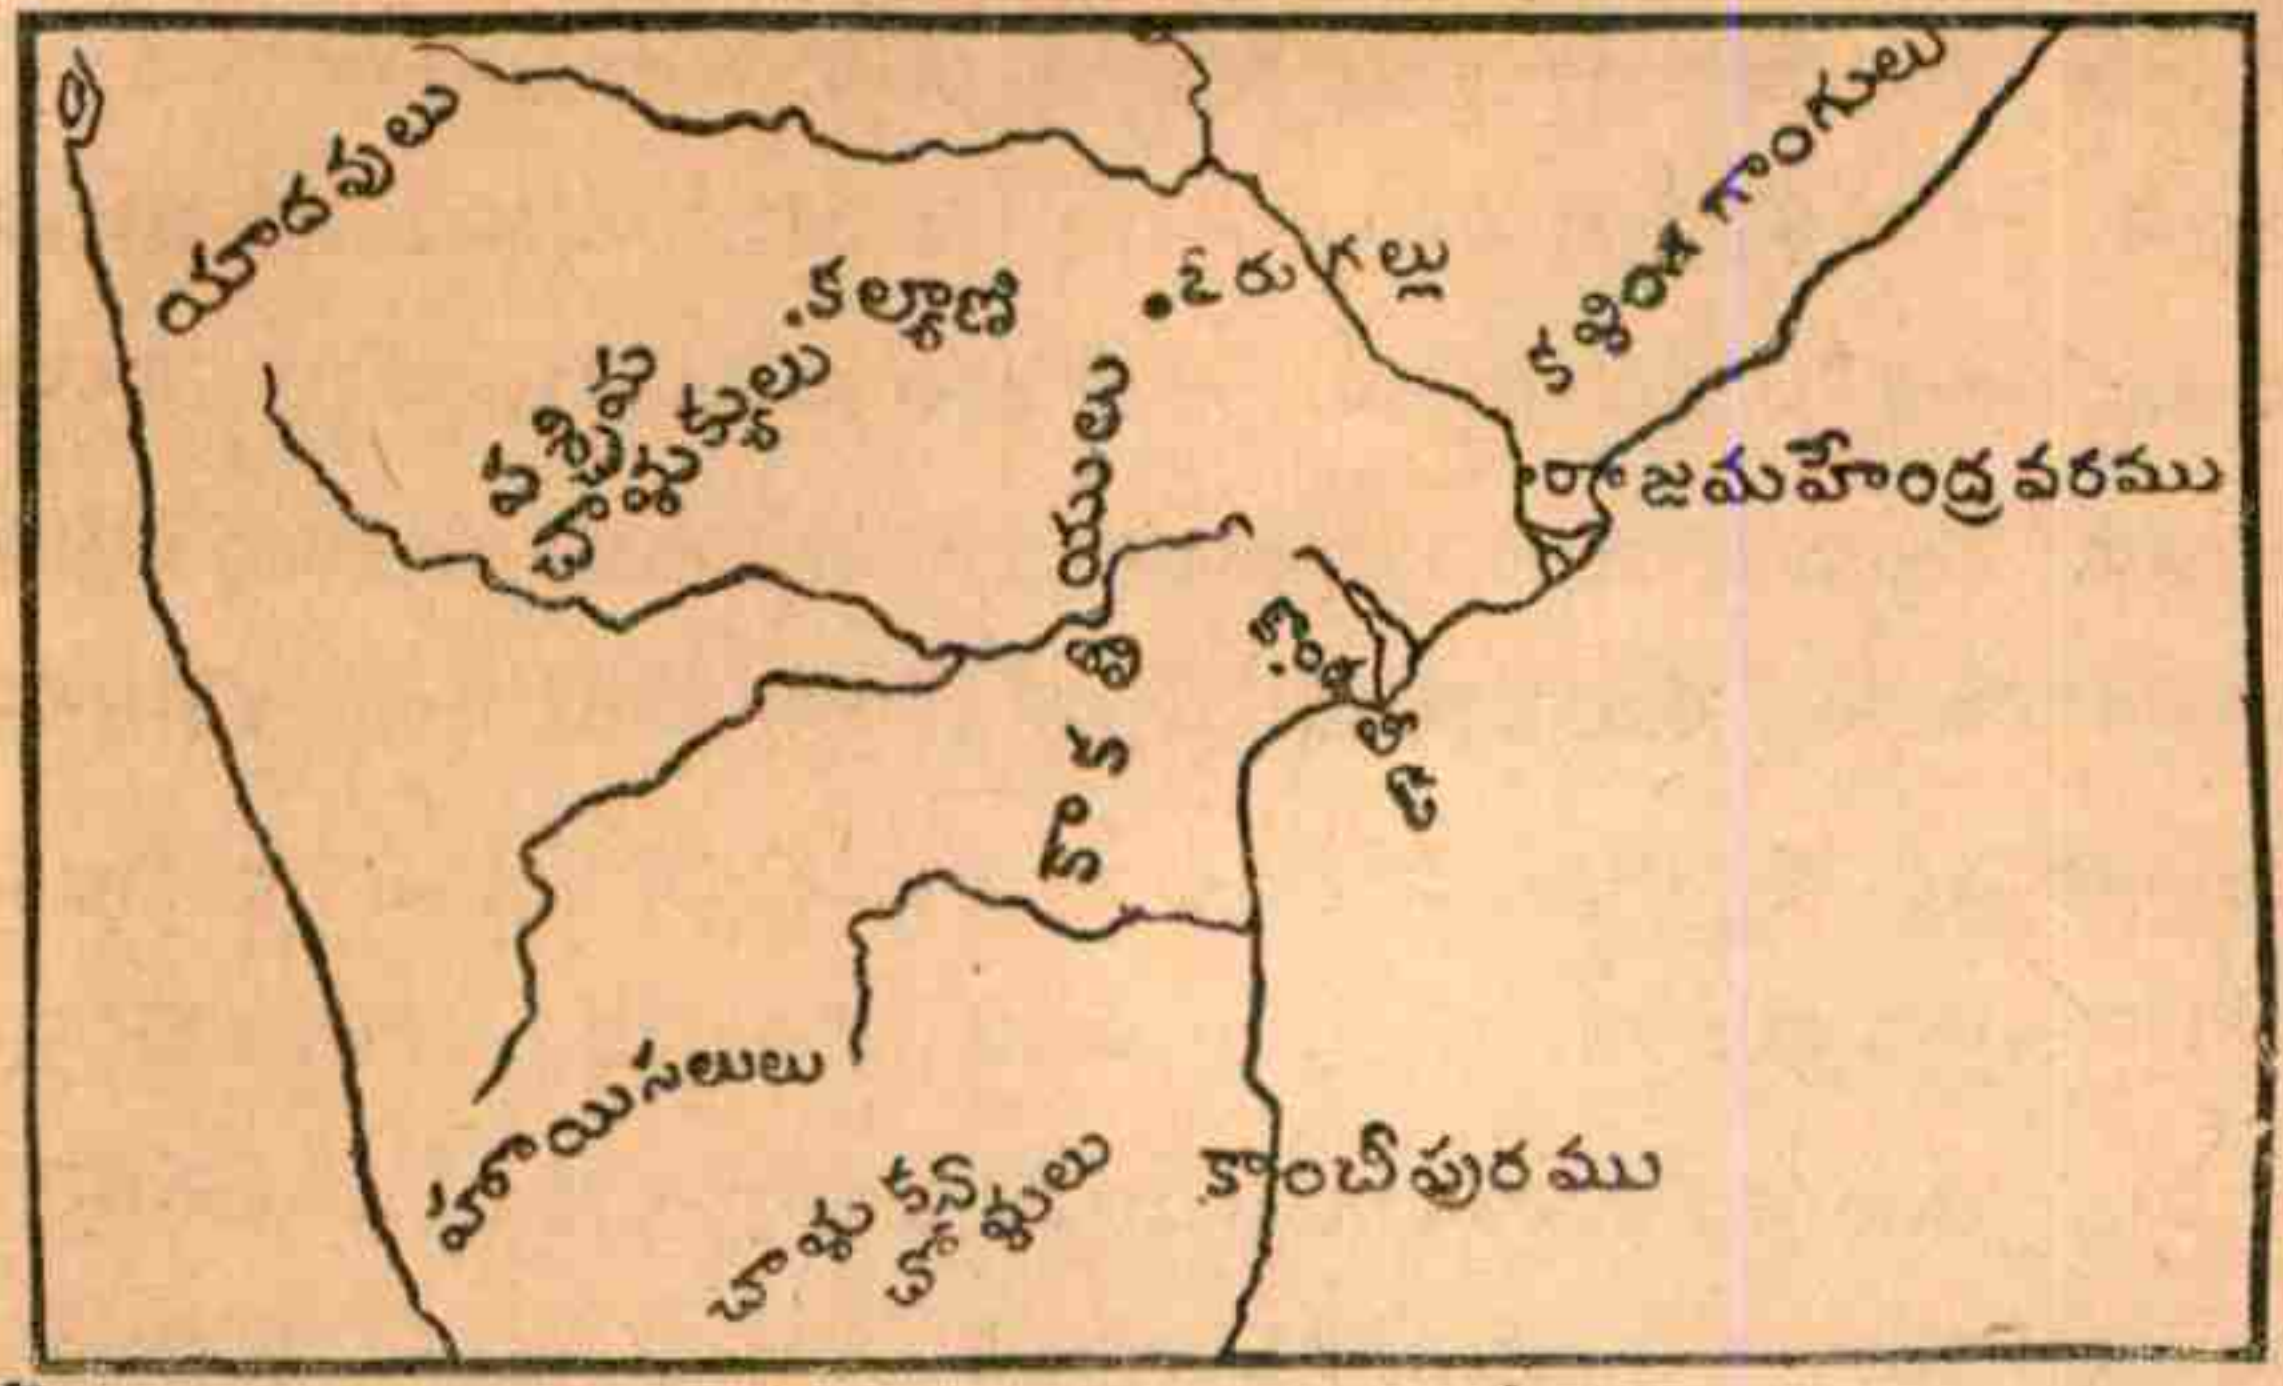 యాదవులు
కళింగ గాంగులు
ఓరుగల్లు
కల్యాణి
పశ్చిమ
చాళుక్యులు
రాజమహేంద్రవరము
కాకతీయులు
హొయిసలులు
చాళుక్య
చోళులు
కాంచీపురము